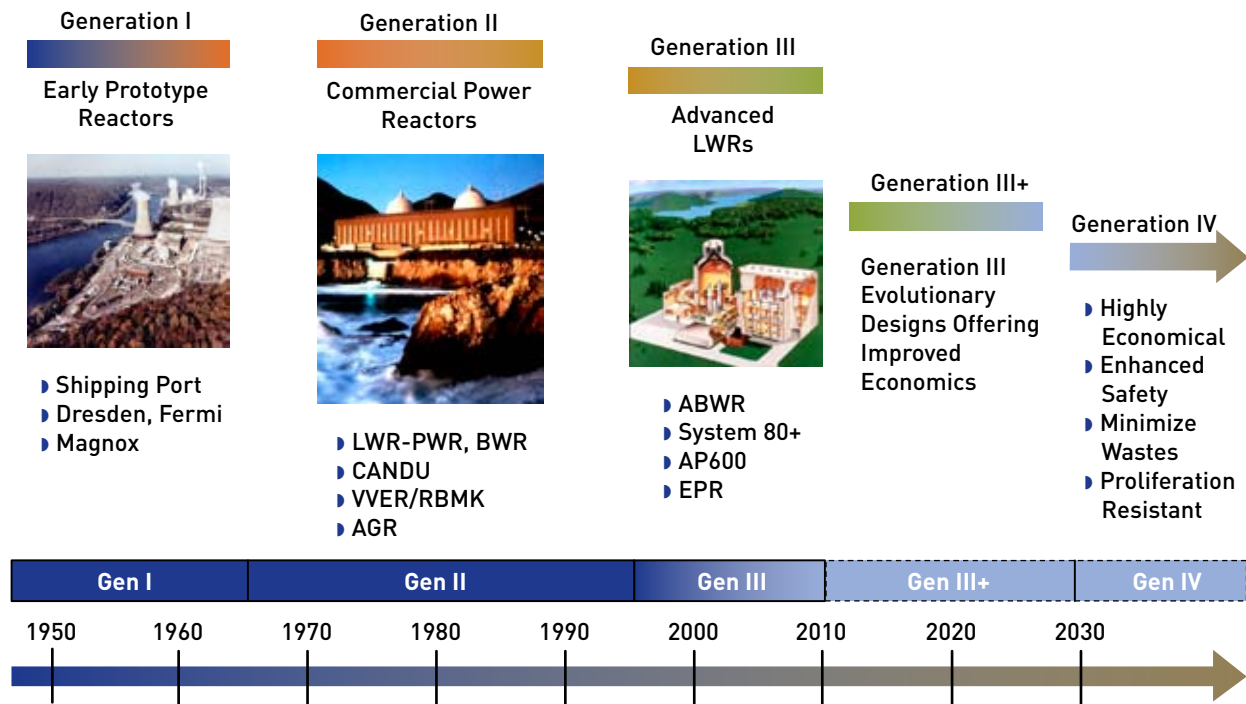 Generation I
Early Prototype
Reactors
Shipping Port
Dresden, Fermi
Magnox
Generation II
Commercial Power
Reactors
LWR-PWR, BWR
CANDU
VVER/RBMK
AGR
Generation III
Advanced
LWRs
ABWR
System 80+
AP600
EPR
Generation III+
Generation III
Evolutionary
Designs Offering
Improved
Economics
Generation IV
Highly
Economical
Enhanced
Safety
Minimize
Wastes
Proliferation
Resistant
Gen I Gen II Gen III Gen III+ Gen IV
1950 1960 1970 1980 1990 2000 2010 2020 2030